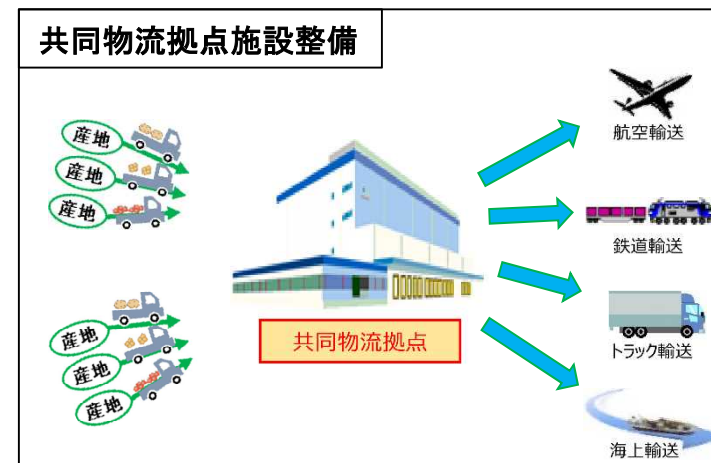 共同物流拠点施設整備
産地
産地
産地
産地
産地
産地
共同物流拠点
航空輸送
鉄道輸送
トラック輸送
海上輸送